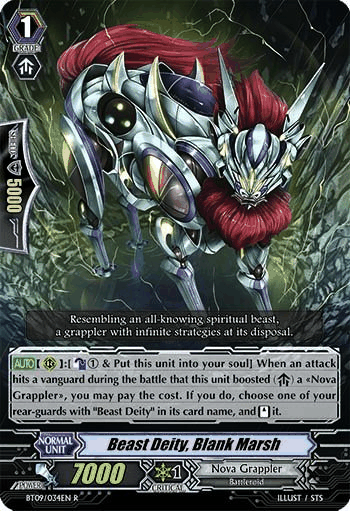 1
GRADE
SHIELD
5000
Resembling an all-knowing spiritual beast,
a grappler with infinite strategies at its disposal.
AUTO [ ]:[ 1 & Put this unit into your soul] When an attack
hits a vanguard during the battle that this unit boosted ( ) a «Nova
Grappler», you may pay the cost. If you do, choose one of your
rear-guards with "Beast Deity" in its card name, and it.
NORMAL
UNIT
Beast Deity, Blank Marsh
POWER
7000
1
CRITICAL
Nova Grappler
Battleroid
BT09/034EN R
ILLUST / STS